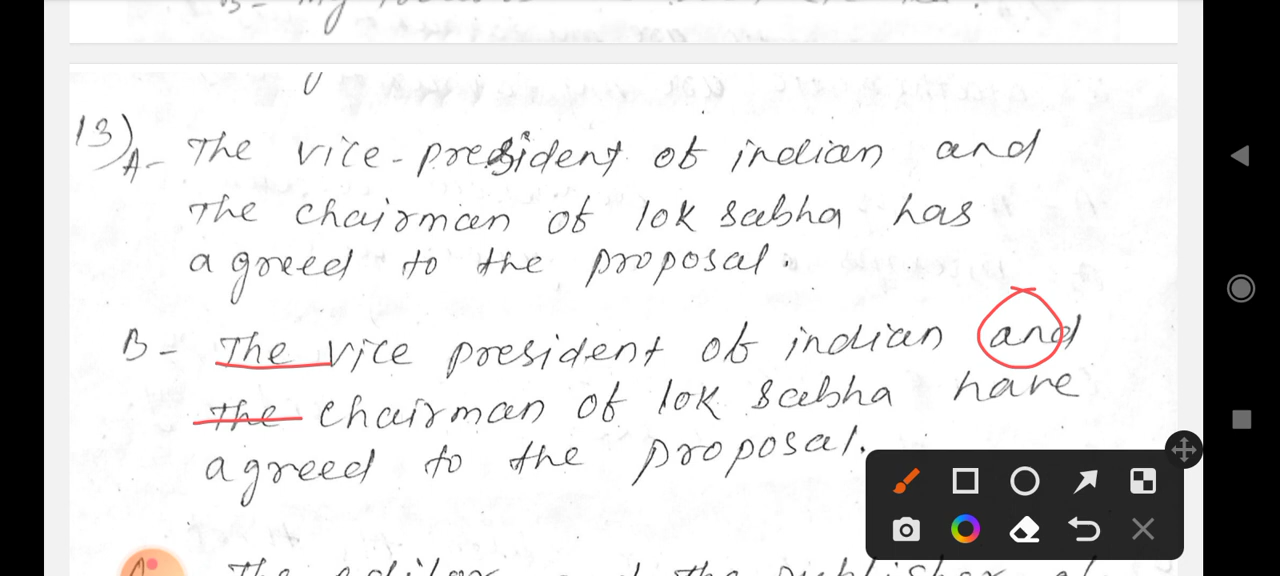 13)
A- The vice-president of indian and
The chairman of lok sabha has
agreed to the proposal.
B- The vice president of indian and
The chairman of lok sabha have
agreed to the proposal.